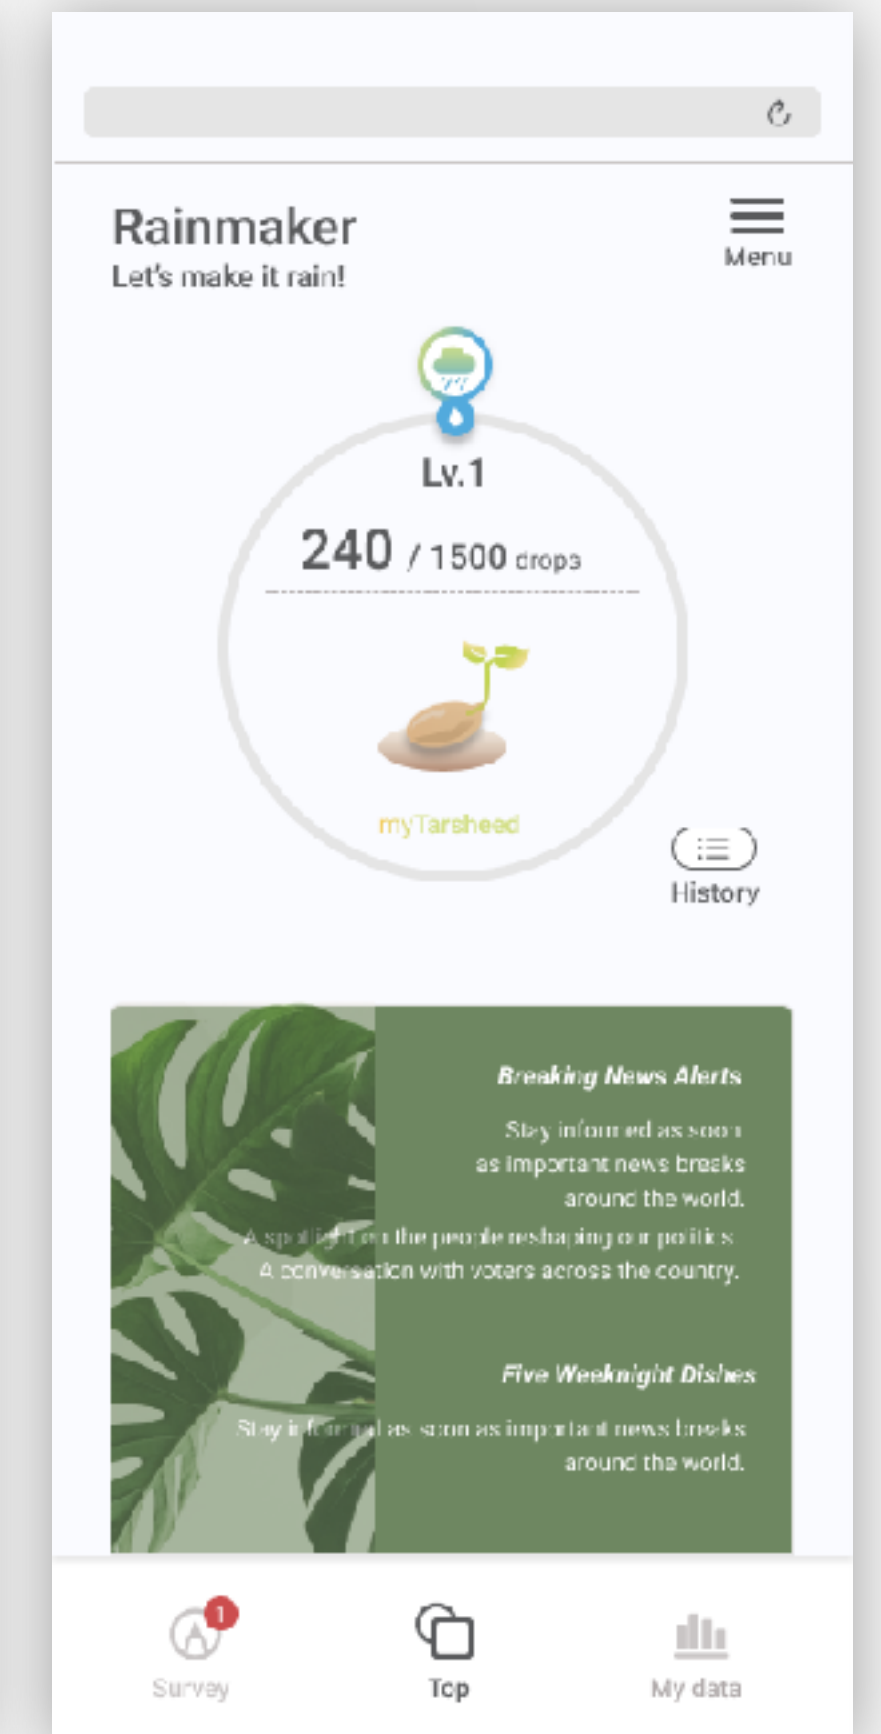 Rainmaker
Let's make it rain!
Menu
Lv.1
240 / 1500 drops
myTarsheed
History
Breaking News Alerts
Stay informed as soon
as important news breaks
around the world.
A spotlight on the people reshaping our politics.
A conversation with voters across the country.
Five Weeknight Dishes
Stay informed as soon as important news breaks
around the world.
1
Survey
Top
My data